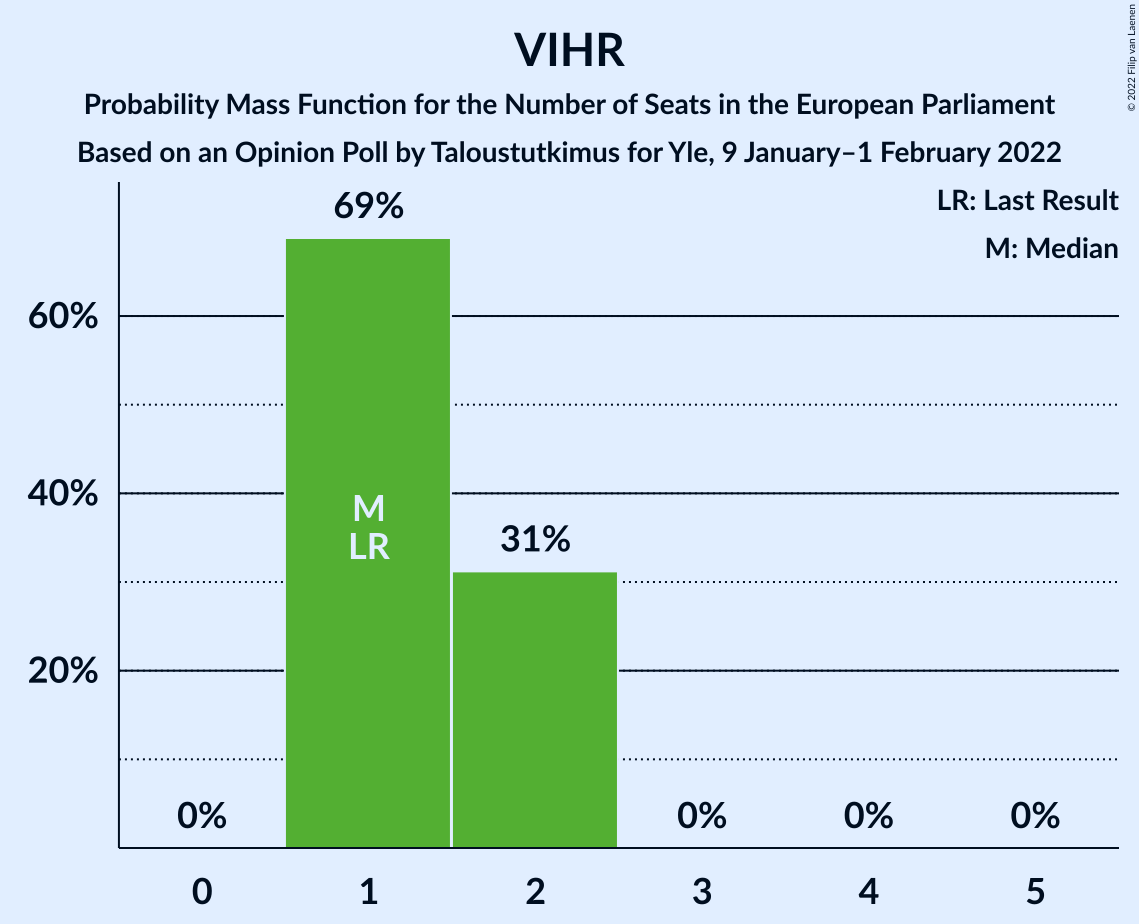 VIHR
Probability Mass Function for the Number of Seats in the European Parliament
Based on an Opinion Poll by Taloustutkimus for Yle, 9 January–1 February 2022
© 2022 Filip van Laenen
LR: Last Result
M: Median
69%
60%
40%
20%
M
LR
31%
0%
0%
0%
0%
0 1 2 3 4 5